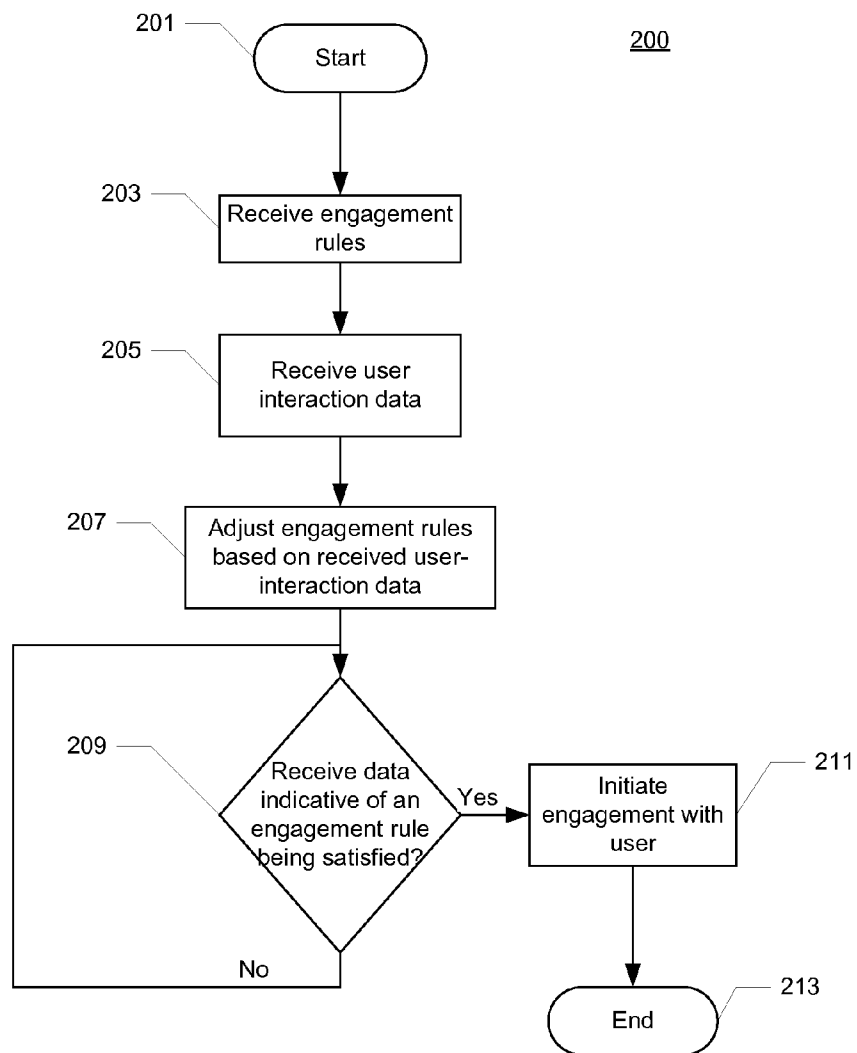 201
Start
200
203
Receive engagement
rules
205
Receive user
interaction data
207
Adjust engagement rules
based on received user-
interaction data
209
Receive data
indicative of an
engagement rule
being satisfied?
Yes
211
Initiate
engagement with
user
No
213
End